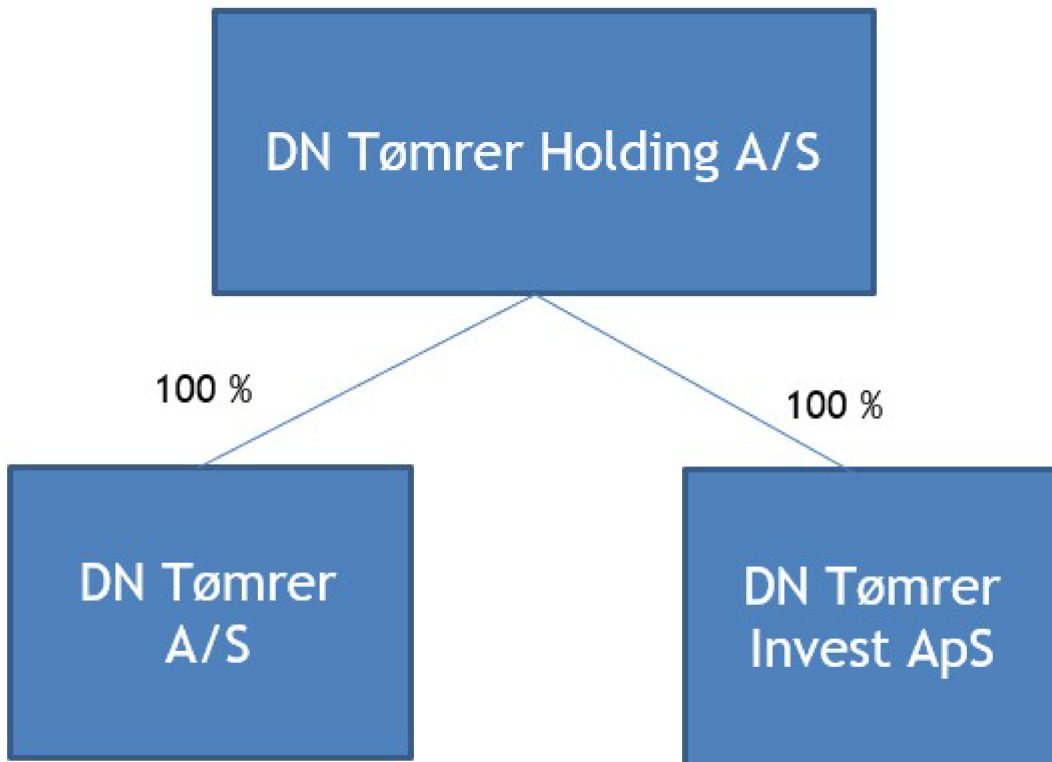 DN Tømrer Holding A/S
100 %
100 %
DN Tømrer
A/S
DN Tømrer
Invest ApS